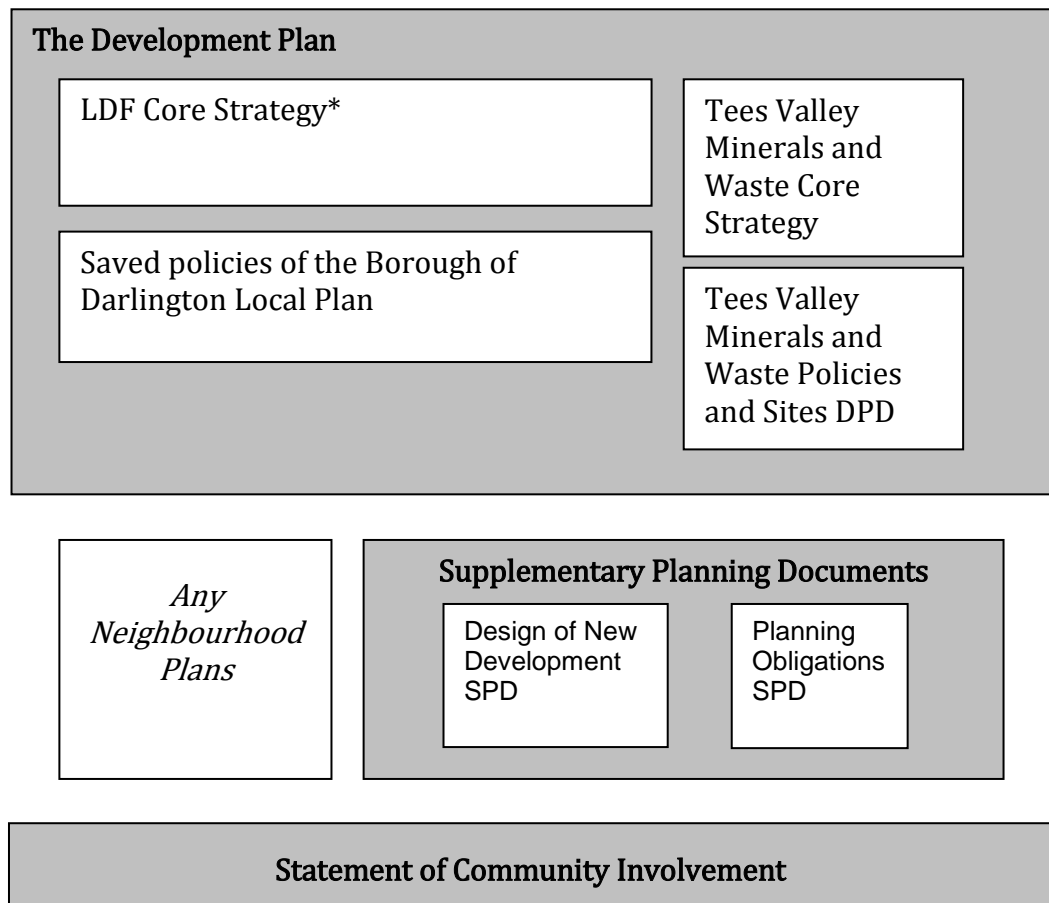 The Development Plan
LDF Core Strategy*
Saved policies of the Borough of
Darlington Local Plan
Tees Valley
Minerals and
Waste Core
Strategy
Tees Valley
Minerals and
Waste Policies
and Sites DPD
Any
Neighbourhood
Plans
Supplementary Planning Documents
Design of New
Development
SPD
Planning
Obligations
SPD
Statement of Community Involvement